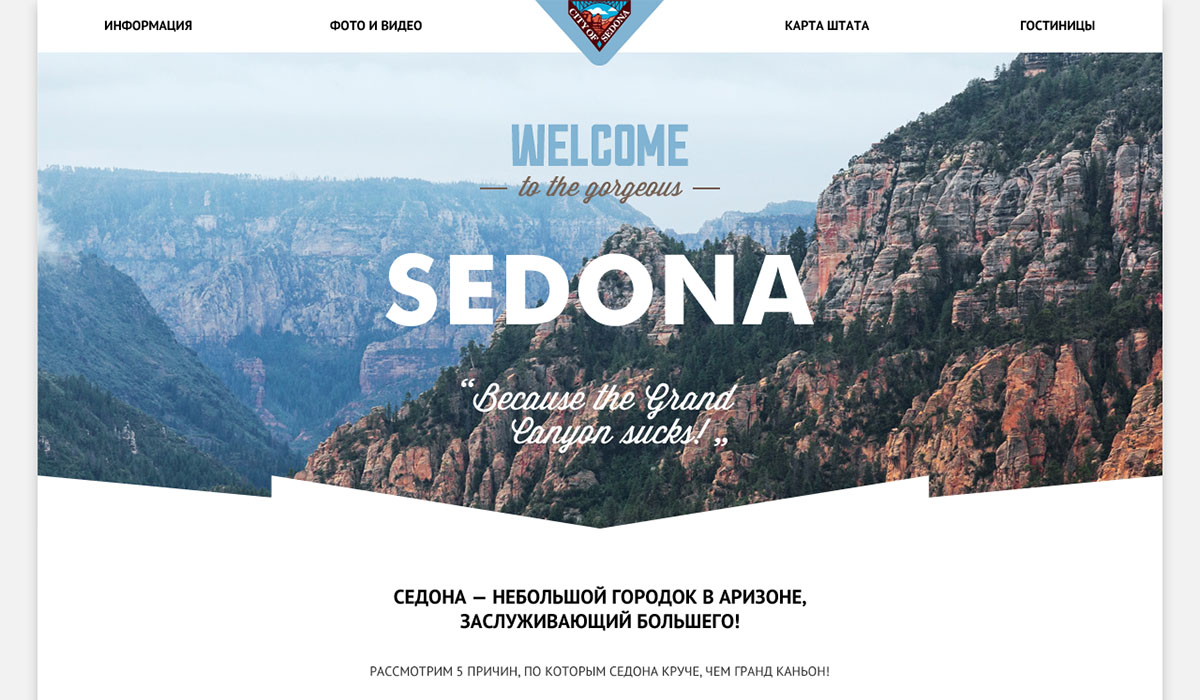 ИНФОРМАЦИЯ
ФОТО И ВИДЕО
CITY OF SEDONA
КАРТА ШТАТА
ГОСТИНИЦЫ
WELCOME
— to the gorgeous —
SEDONA
“Because the Grand
Canyon sucks! „
СЕДОНА — НЕБОЛЬШОЙ ГОРОДОК В АРИЗОНЕ,
ЗАСЛУЖИВАЮЩИЙ БОЛЬШЕГО!
РАССМОТРИМ 5 ПРИЧИН, ПО КОТОРЫМ СЕДОНА КРУЧЕ, ЧЕМ ГРАНД КАНЬОН!